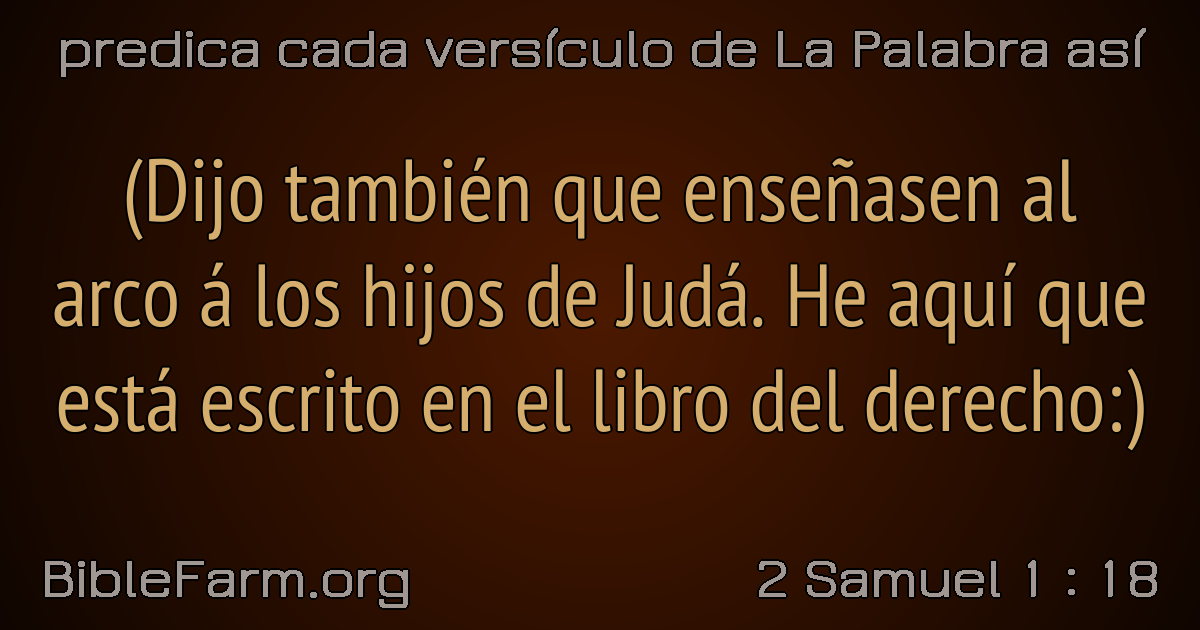 predica cada versículo de La Palabra así
(Dijo también que enseñasen al
arco á los hijos de Judá. He aquí que
está escrito en el libro del derecho:)
BibleFarm.org
2 Samuel 1 : 18